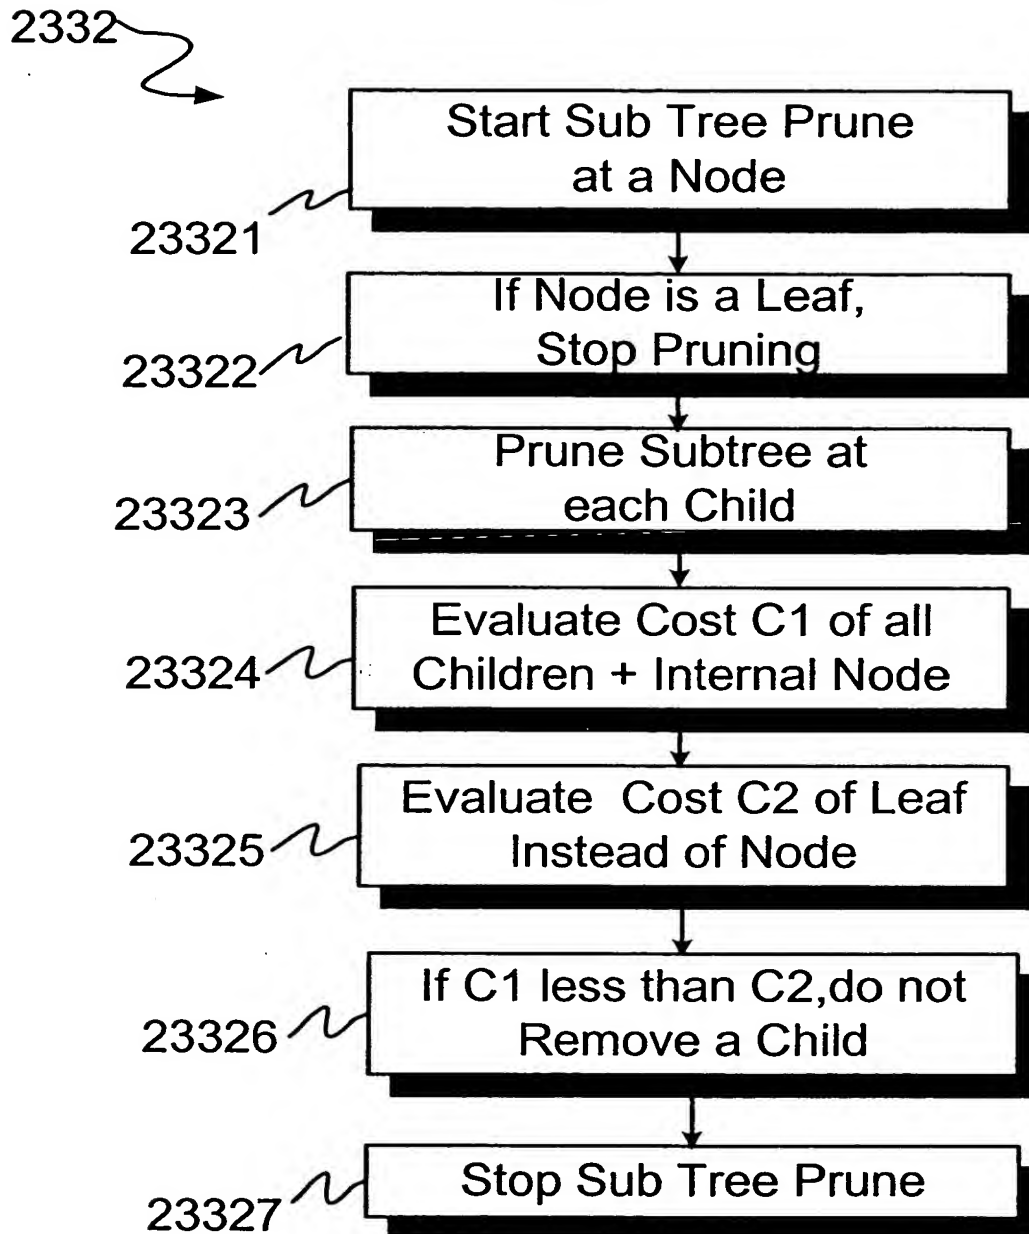 2332
Start Sub Tree Prune
at a Node
23321
If Node is a Leaf,
Stop Pruning
23322
Prune Subtree at
each Child
23323
Evaluate Cost C1 of all
Children + Internal Node
23324
Evaluate Cost C2 of Leaf
Instead of Node
23325
If C1 less than C2,do not
Remove a Child
23326
Stop Sub Tree Prune
23327